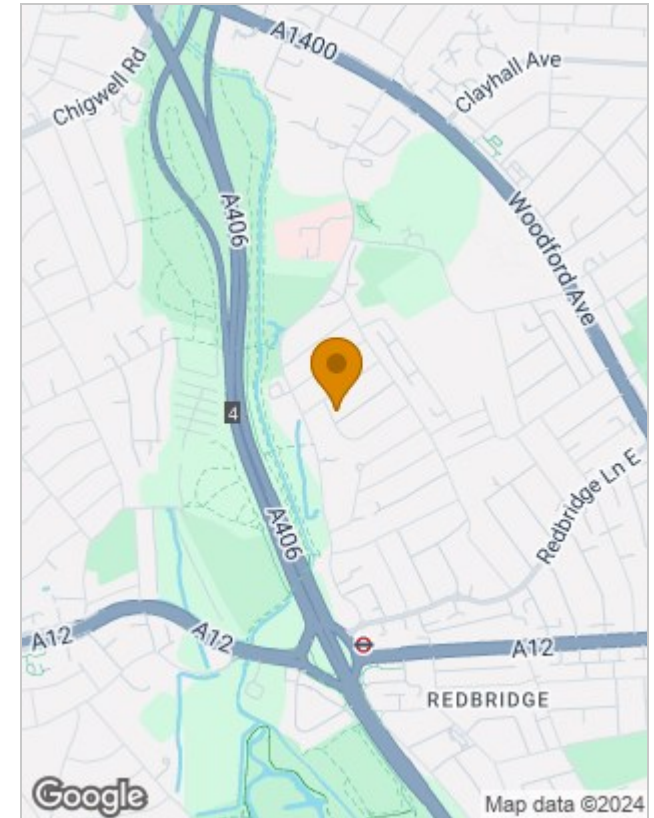 A1400
Clayhall Ave
Chigwell Rd
A406
Woodford Ave
4
Redbridge Ln E
A406
A12
A12
A12
REDBRIDGE
Google
Map data ©2024